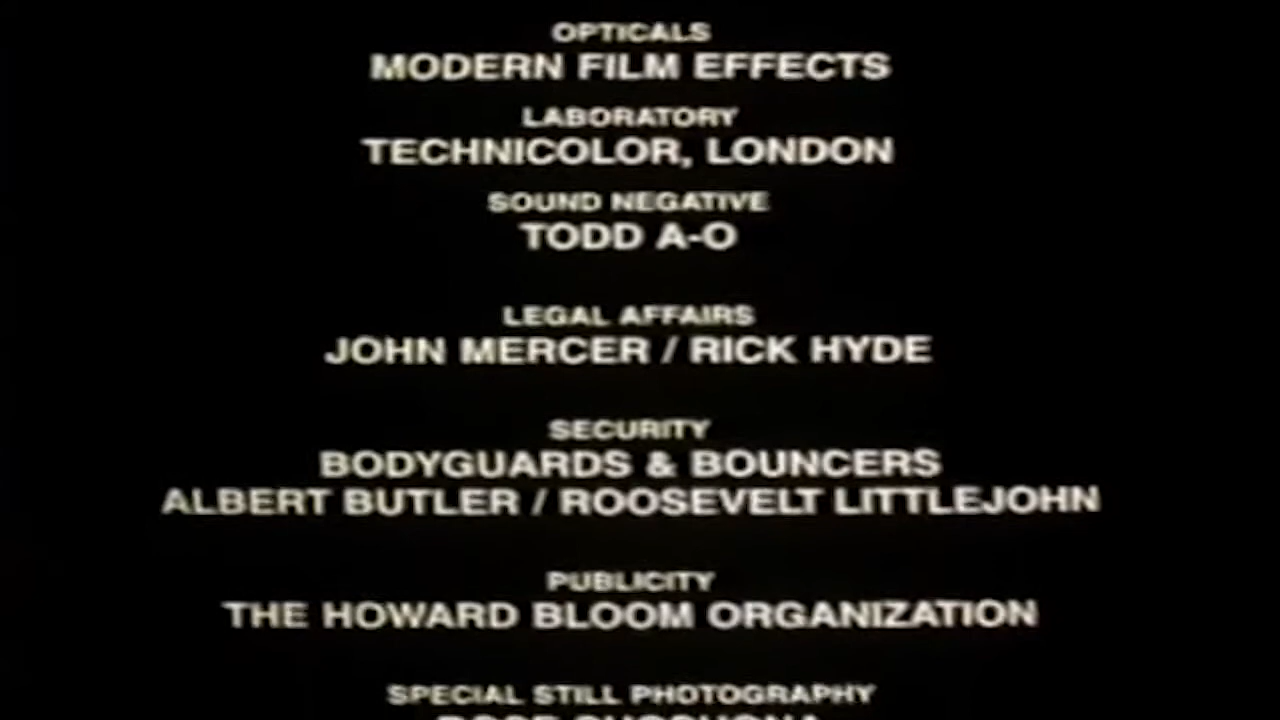 OPTICALS
MODERN FILM EFFECTS
LABORATORY
TECHNICOLOR, LONDON
SOUND NEGATIVE
TODD A-O
LEGAL AFFAIRS
JOHN MERCER / RICK HYDE
SECURITY
BODYGUARDS & BOUNCERS
ALBERT BUTLER / ROOSEVELT LITTLEJOHN
PUBLICITY
THE HOWARD BLOOM ORGANIZATION
SPECIAL STILL PHOTOGRAPHY